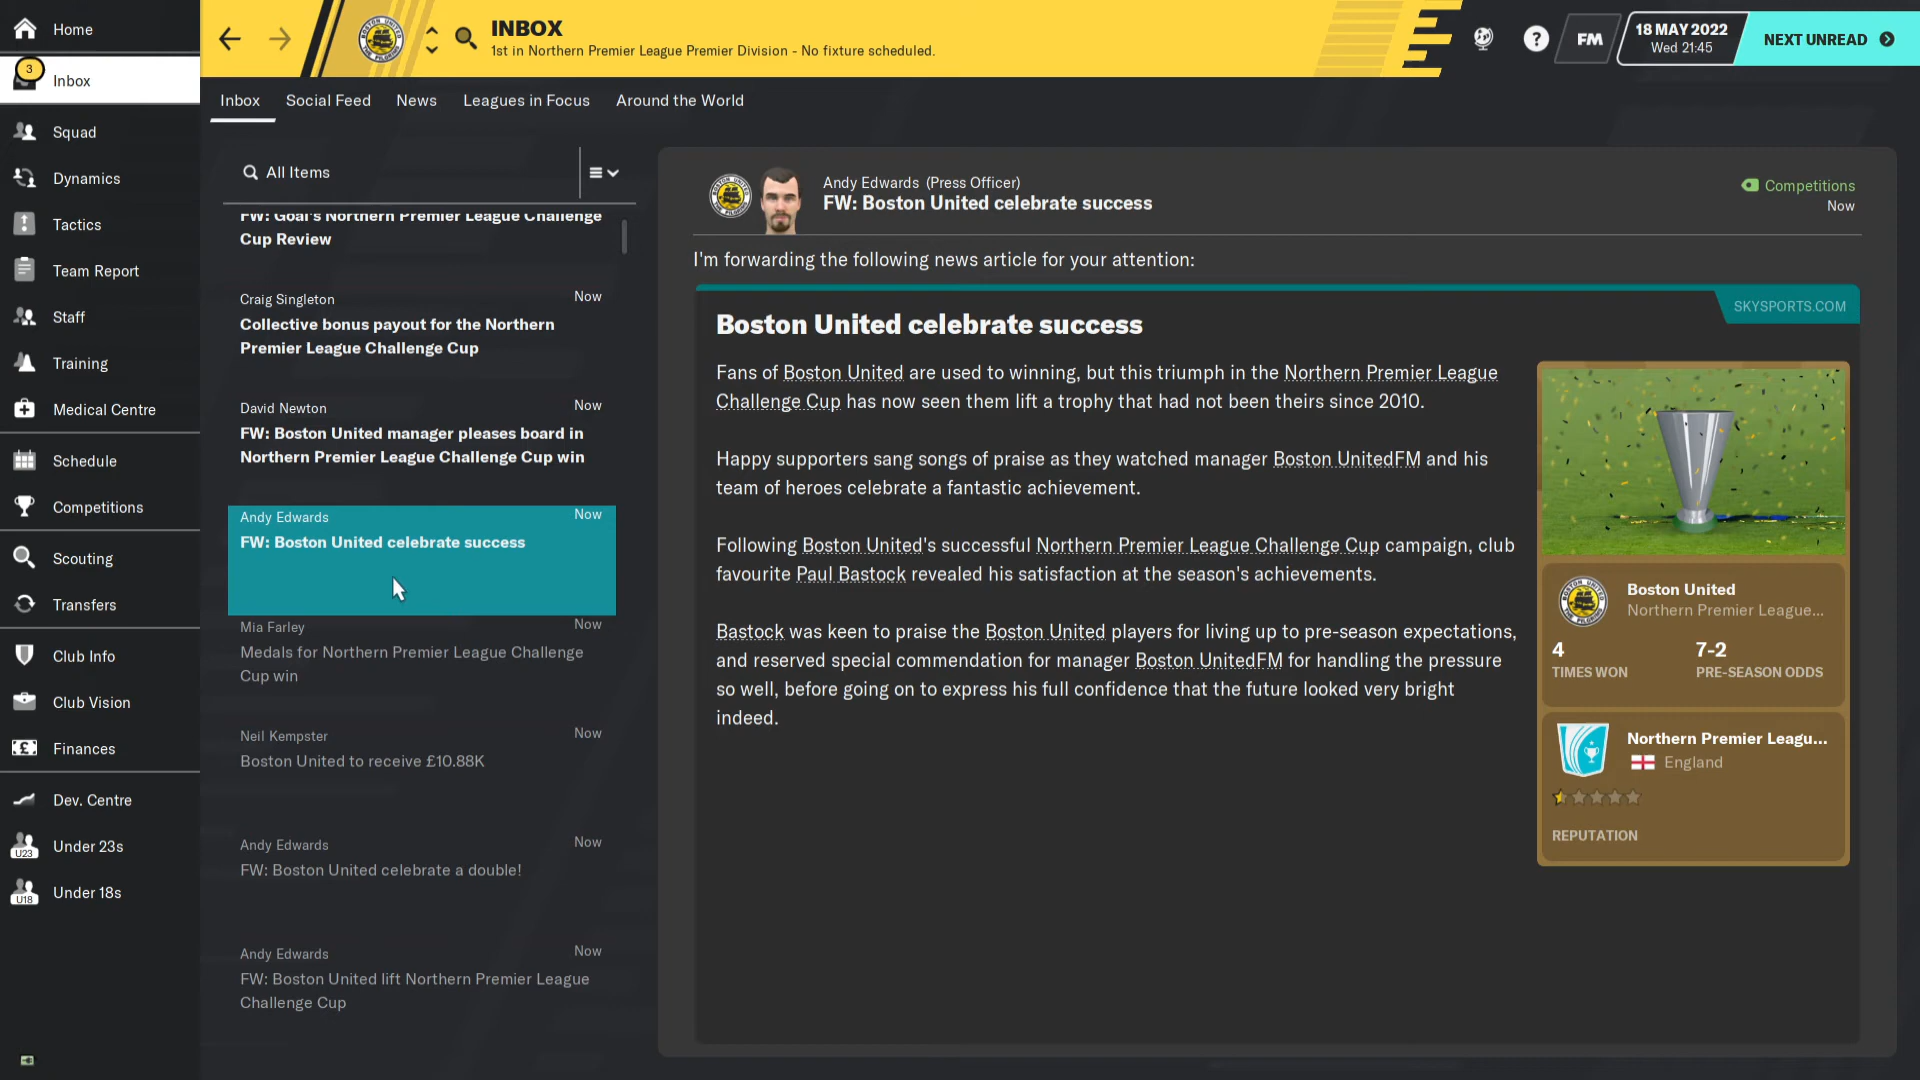 Home
3
Inbox
Squad
Dynamics
Tactics
Team Report
Staff
Training
Medical Centre
Schedule
Competitions
Scouting
Transfers
Club Info
Club Vision
Finances
Dev. Centre
U23
Under 23s
U18
Under 18s
INBOX
1st in Northern Premier League Premier Division - No fixture scheduled.
?
FM
18 MAY 2022
Wed 21:45
NEXT UNREAD
Inbox Social Feed News Leagues in Focus Around the World
All Items
FW: Goal's Northern Premier League Challenge
Cup Review
Craig Singleton Now
Collective bonus payout for the Northern
Premier League Challenge Cup
David Newton Now
FW: Boston United manager pleases board in
Northern Premier League Challenge Cup win
Andy Edwards Now
FW: Boston United celebrate success
Mia Farley Now
Medals for Northern Premier League Challenge
Cup win
Neil Kempster Now
Boston United to receive £10.88K
Andy Edwards Now
FW: Boston United celebrate a double!
Andy Edwards Now
FW: Boston United lift Northern Premier League
Challenge Cup
Andy Edwards (Press Officer)
FW: Boston United celebrate success
Competitions
Now
I'm forwarding the following news article for your attention:
SKYSPORTS.COM
Boston United celebrate success
Fans of Boston United are used to winning, but this triumph in the Northern Premier League
Challenge Cup has now seen them lift a trophy that had not been theirs since 2010.
Happy supporters sang songs of praise as they watched manager Boston UnitedFM and his
team of heroes celebrate a fantastic achievement.
Following Boston United's successful Northern Premier League Challenge Cup campaign, club
favourite Paul Bastock revealed his satisfaction at the season's achievements.
Bastock was keen to praise the Boston United players for living up to pre-season expectations,
and reserved special commendation for manager Boston UnitedFM for handling the pressure
so well, before going on to express his full confidence that the future looked very bright
indeed.
Boston United
Northern Premier League...
4 7-2
TIMES WON PRE-SEASON ODDS
Northern Premier Leagu...
England
REPUTATION